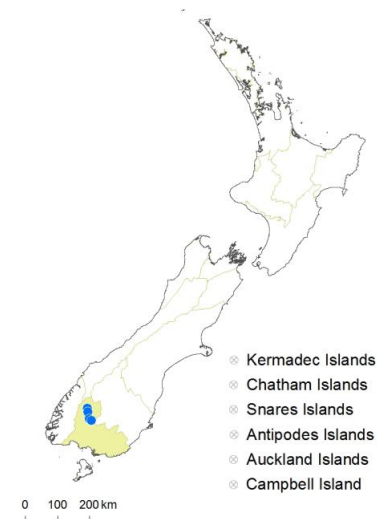 Kermadec Islands
Chatham Islands
Snares Islands
Antipodes Islands
Auckland Islands
Campbell Island
0 100 200 km